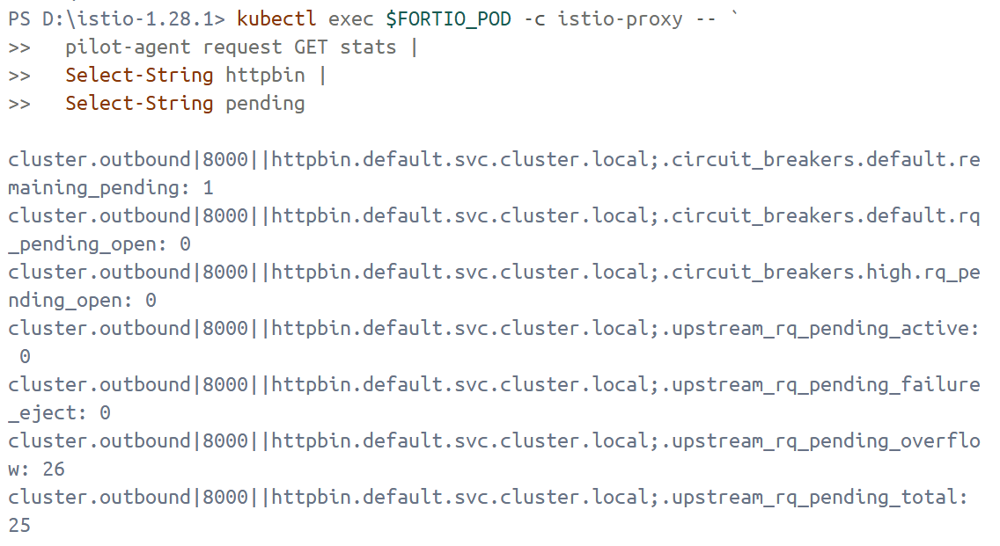 PS D:\istio-1.28.1> kubectl exec $FORTIO_POD -c istio-proxy -- `
>>   pilot-agent request GET stats |
>>   Select-String httpbin |
>>   Select-String pending

cluster.outbound|8000||httpbin.default.svc.cluster.local;.circuit_breakers.default.re
maining_pending: 1
cluster.outbound|8000||httpbin.default.svc.cluster.local;.circuit_breakers.default.rq
_pending_open: 0
cluster.outbound|8000||httpbin.default.svc.cluster.local;.circuit_breakers.high.rq_pe
nding_open: 0
cluster.outbound|8000||httpbin.default.svc.cluster.local;.upstream_rq_pending_active:
 0
cluster.outbound|8000||httpbin.default.svc.cluster.local;.upstream_rq_pending_failure
_eject: 0
cluster.outbound|8000||httpbin.default.svc.cluster.local;.upstream_rq_pending_overflo
w: 26
cluster.outbound|8000||httpbin.default.svc.cluster.local;.upstream_rq_pending_total:
25